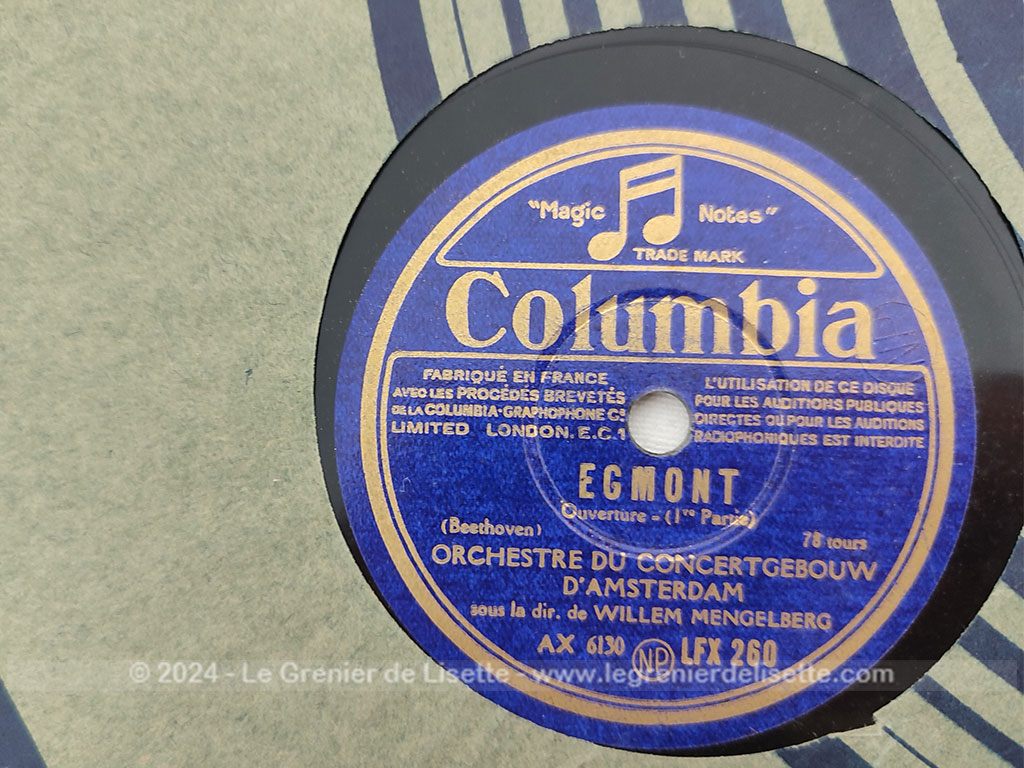 "Magic Notes"
TRADE MARK
Columbia
FABRIQUÉ EN FRANCE
AVEC LES PROCÉDÉS BREVETÉS
DE LA COLUMBIA-GRAPHOPHONE Co
LIMITED LONDON. E.C.1
L'UTILISATION DE CE DISQUE
POUR LES AUDITIONS PUBLIQUES
DIRECTES OU POUR LES AUDITIONS
RADIOPHONIQUES EST INTERDITE
EGMONT
Ouverture - (1re Partie)
(Beethoven) 78 tours
ORCHESTRE DU CONCERTGEBOUW
D'AMSTERDAM
sous la dir. de WILLEM MENGELBERG
AX 6130 NP LFX 260
© 2024 - Le Grenier de Lisette - www.legrenierdelisette.com